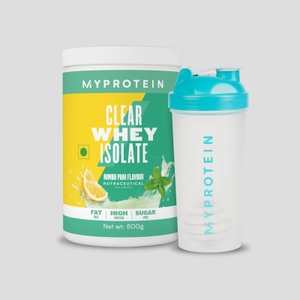 MYPROTEIN
CLEAR
WHEY
ISOLATE
NIMBU PANI FLAVOUR
NUTRACEUTICAL
FAT
HIGH
SUGAR
Net wt: 500g
MYPROTEIN